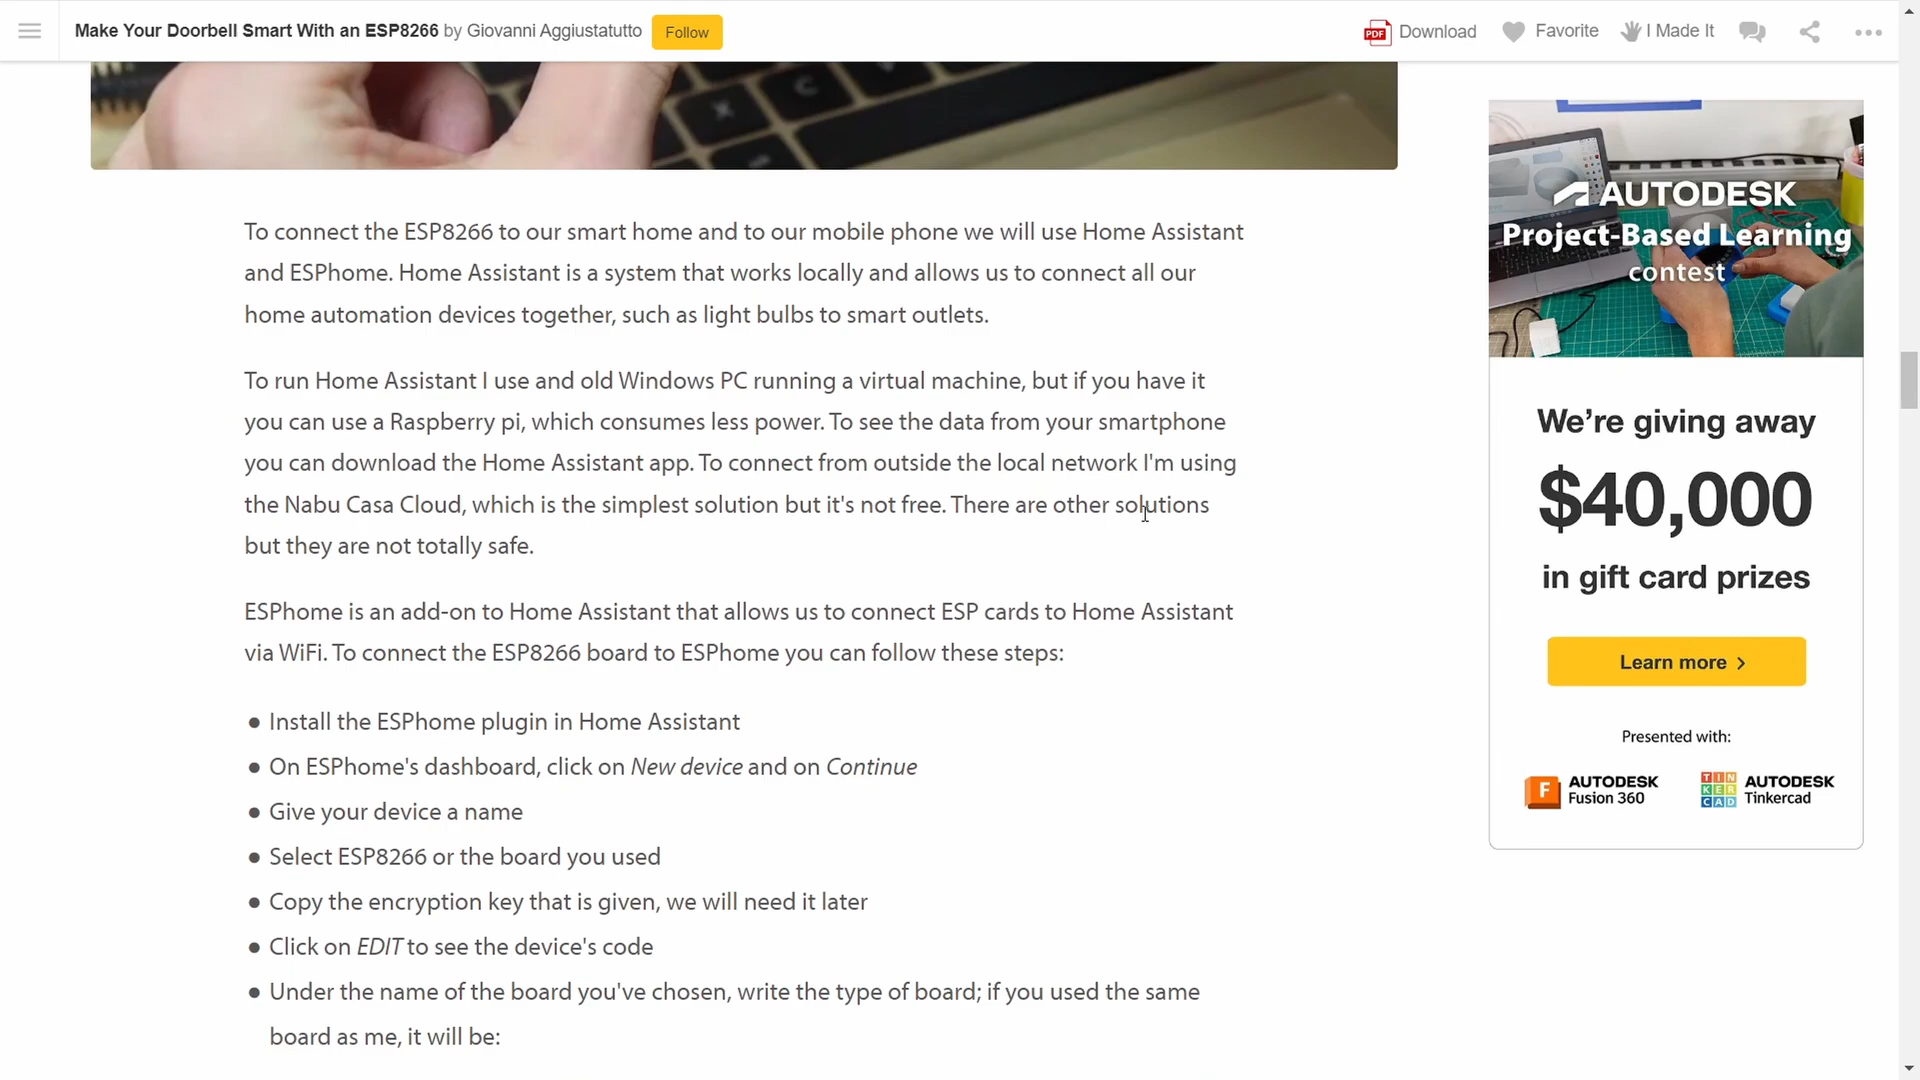 Make Your Doorbell Smart With an ESP8266 by Giovanni Aggiustatutto
Follow
PDF Download
Favorite
I Made It
X
C
To connect the ESP8266 to our smart home and to our mobile phone we will use Home Assistant
and ESPhome. Home Assistant is a system that works locally and allows us to connect all our
home automation devices together, such as light bulbs to smart outlets.
To run Home Assistant I use and old Windows PC running a virtual machine, but if you have it
you can use a Raspberry pi, which consumes less power. To see the data from your smartphone
you can download the Home Assistant app. To connect from outside the local network I'm using
the Nabu Casa Cloud, which is the simplest solution but it's not free. There are other solutions
but they are not totally safe.
ESPhome is an add-on to Home Assistant that allows us to connect ESP cards to Home Assistant
via WiFi. To connect the ESP8266 board to ESPhome you can follow these steps:
● Install the ESPhome plugin in Home Assistant
● On ESPhome's dashboard, click on New device and on Continue
● Give your device a name
● Select ESP8266 or the board you used
● Copy the encryption key that is given, we will need it later
● Click on EDIT to see the device's code
● Under the name of the board you've chosen, write the type of board; if you used the same
board as me, it will be:
AUTODESK
Project-Based Learning
contest
We're giving away
$40,000
in gift card prizes
Learn more >
Presented with:
F AUTODESK
Fusion 360
TIN
KER
CAD
AUTODESK
Tinkercad